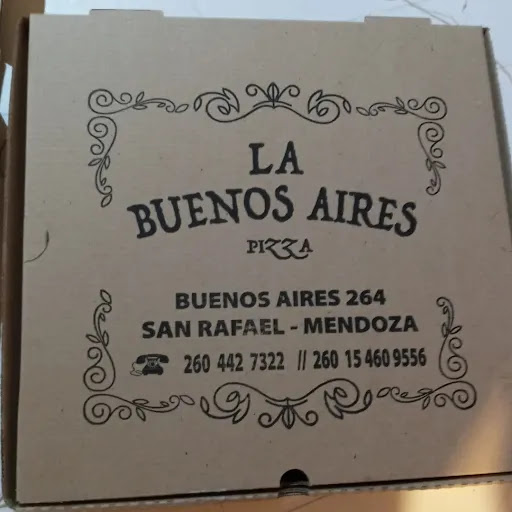 LA
BUENOS AIRES
PIZZA
BUENOS AIRES 264
SAN RAFAEL - MENDOZA
260 442 7322 // 260 15 460 9556